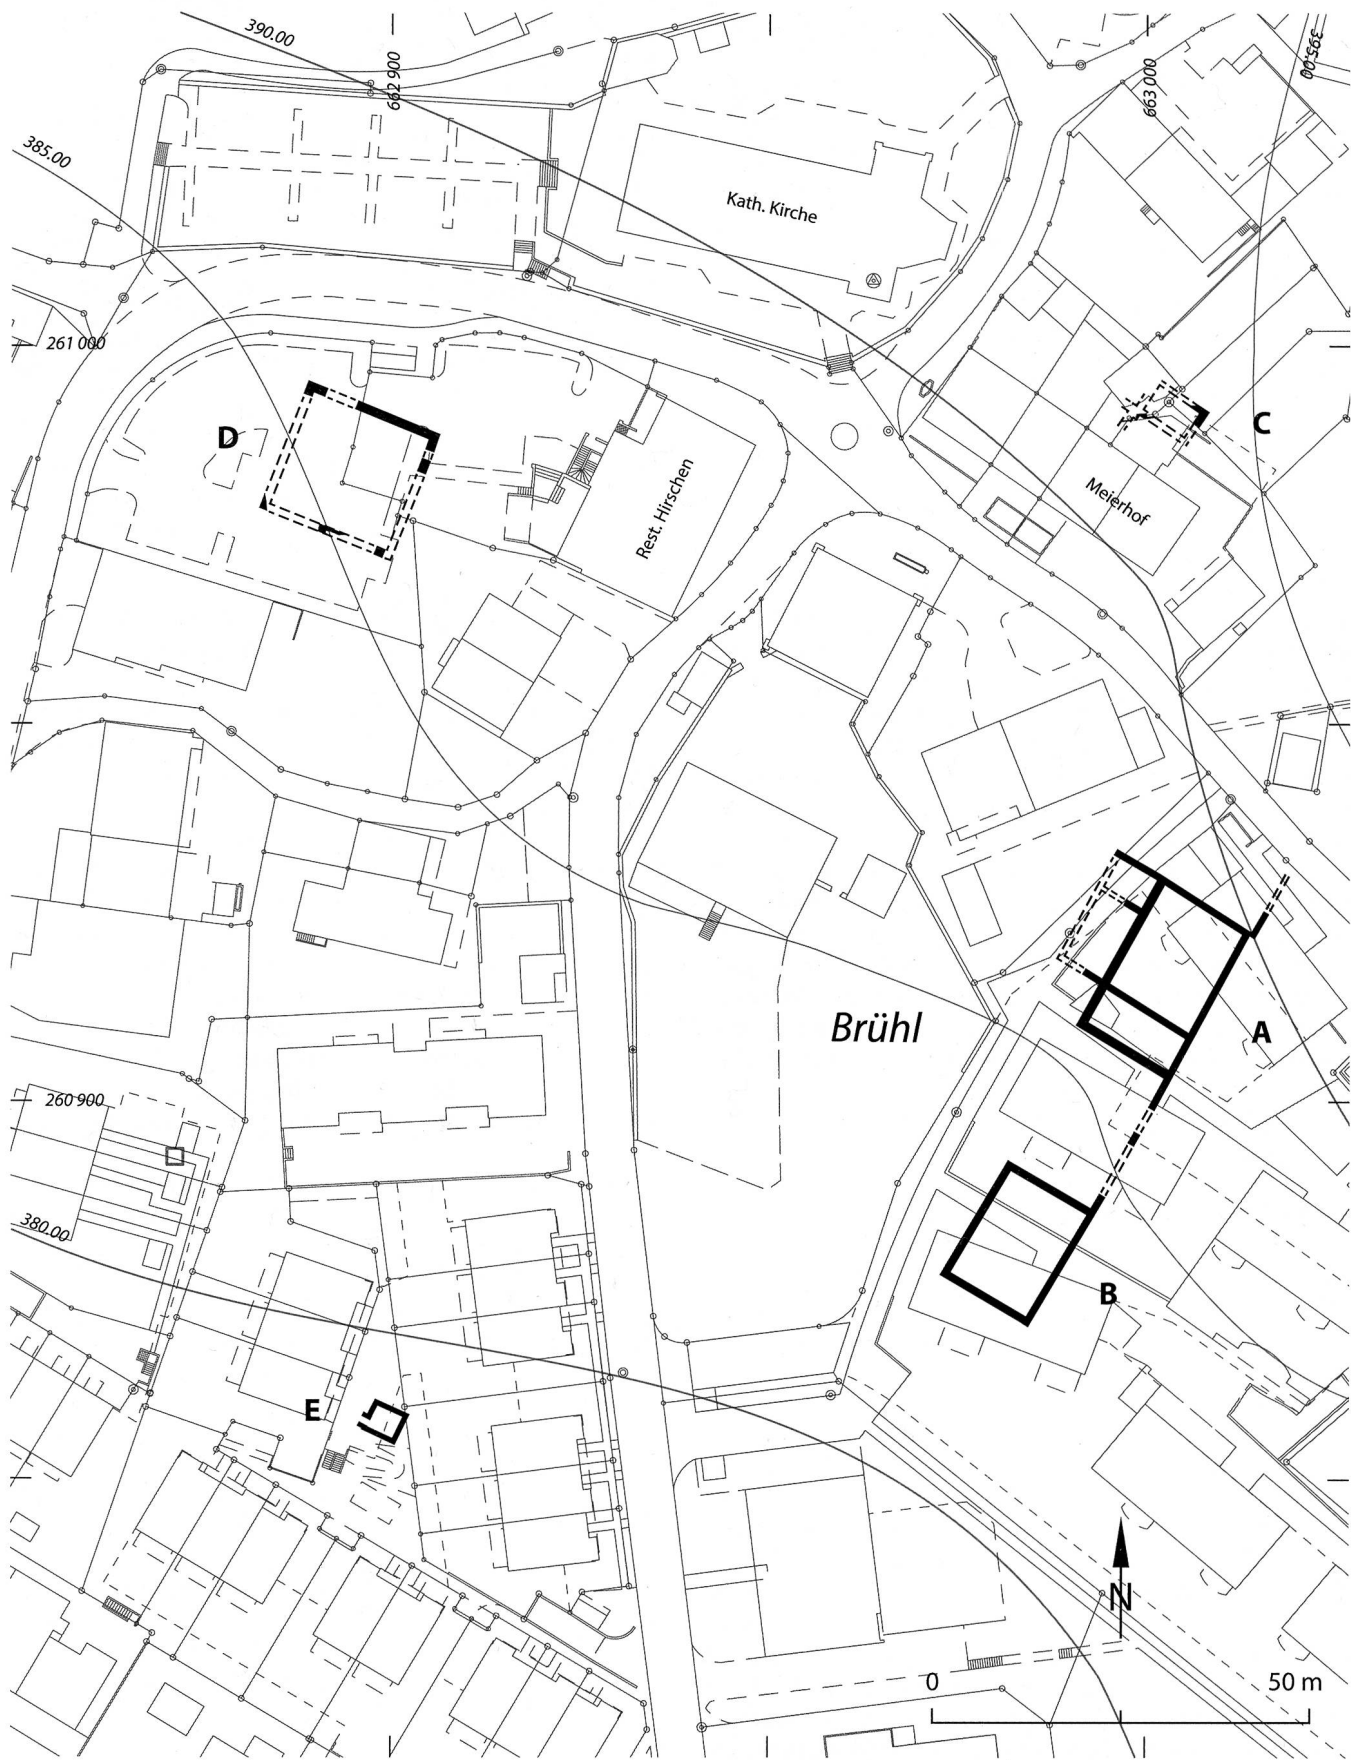 390.00
662 900
663 000
395.00
385.00
Kath. Kirche
261 000
D
C
Rest. Hirschen
Meierhof
Brühl
A
260 900
380.00
B
E
N
0
50 m